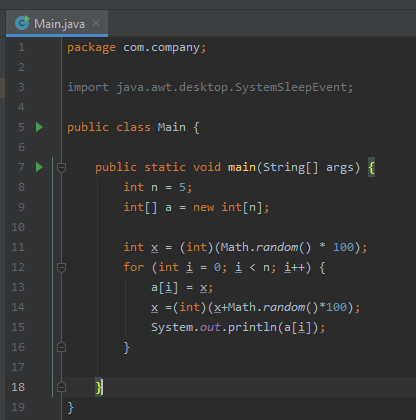 Main.java
1 package com.company;
2
3 import java.awt.desktop.SystemSleepEvent;
4
5 public class Main {
6
7 public static void main(String[] args) {
8 int n = 5;
9 int[] a = new int[n];
10
11 int x = (int)(Math.random() * 100);
12 for (int i = 0; i < n; i++) {
13 a[i] = x;
14 x =(int)(x+Math.random()*100);
15 System.out.println(a[i]);
16 }
17
18 }
19 }